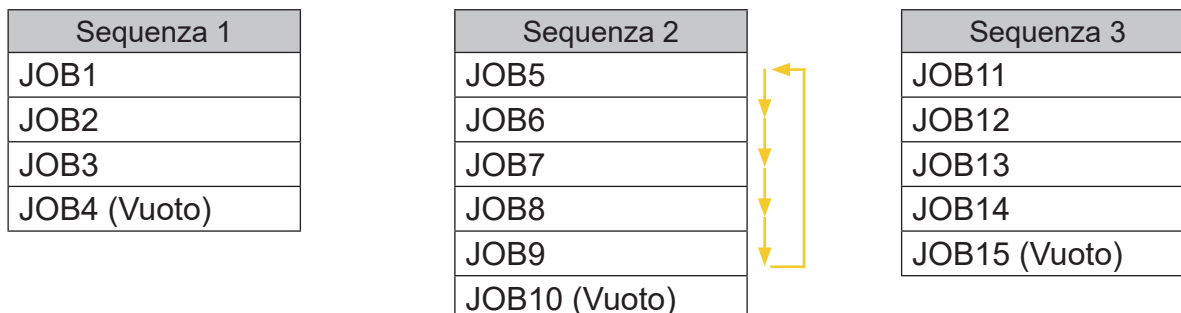 Sequenza 1
JOB1
JOB2
JOB3
JOB4 (Vuoto)
Sequenza 2
JOB5
JOB6
JOB7
JOB8
JOB9
JOB10 (Vuoto)
Sequenza 3
JOB11
JOB12
JOB13
JOB14
JOB15 (Vuoto)